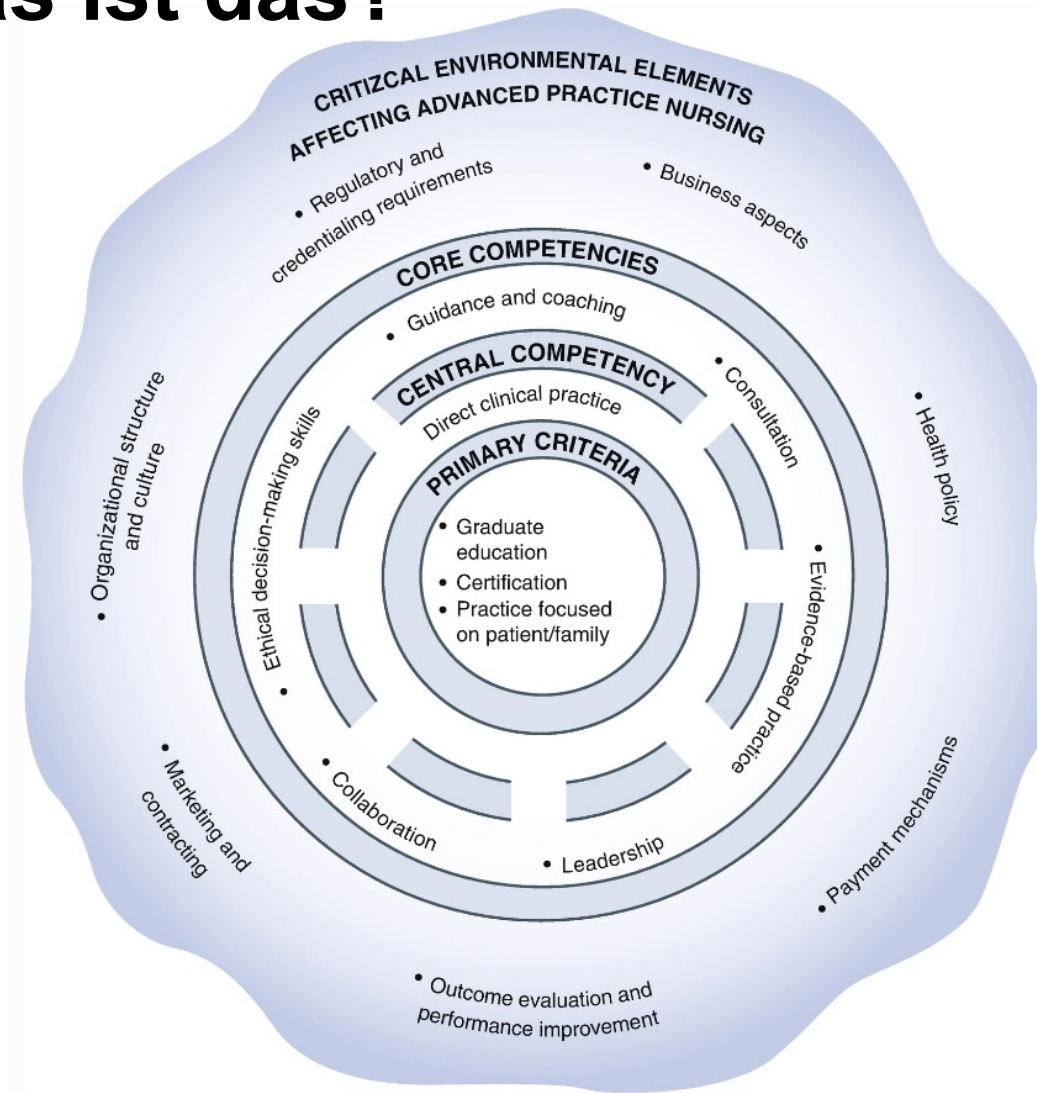 as ist das?
CRITIZCAL ENVIRONMENTAL ELEMENTS
AFFECTING ADVANCED PRACTICE NURSING
• Regulatory and
credentialing requirements
• Business aspects
CORE COMPETENCIES
• Guidance and coaching
CENTRAL COMPETENCY
Direct clinical practice
PRIMARY CRITERIA
• Graduate
education
• Certification
• Practice focused
on patient/family
• Consultation
• Evidence-based practice
• Leadership
• Collaboration
• Ethical decision-making skills
• Health policy
• Payment mechanisms
• Outcome evaluation and
performance improvement
• Marketing and
contracting
• Organizational structure
and culture